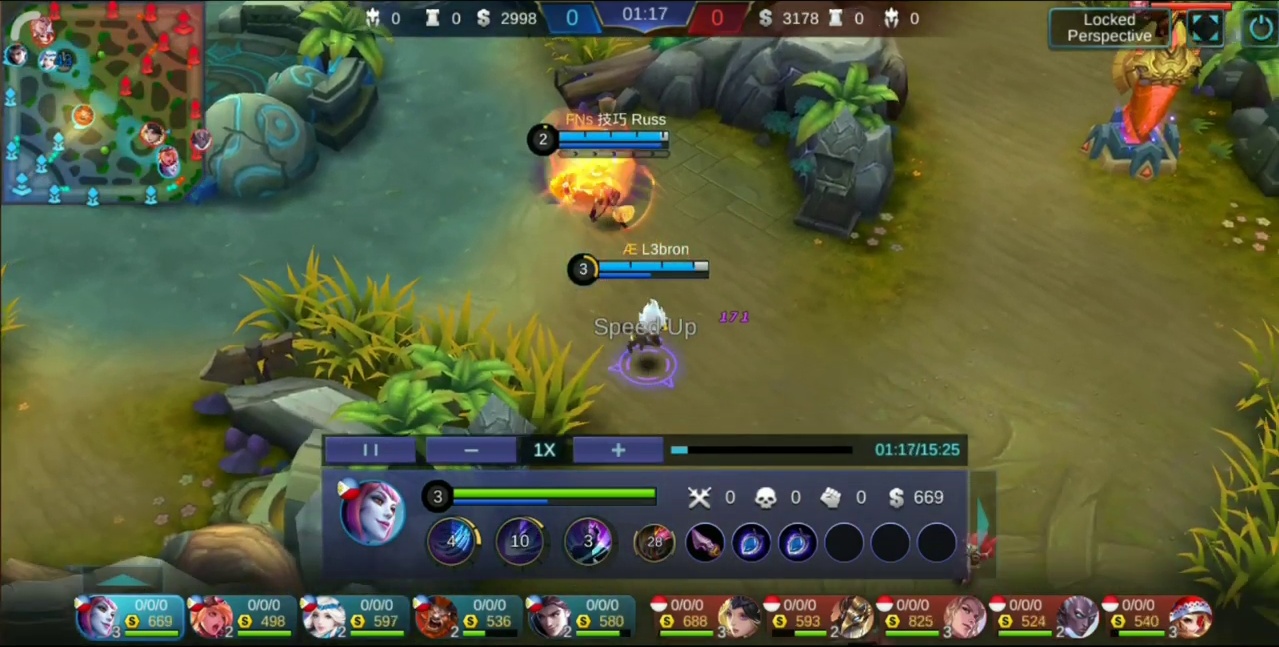 0 0 $ 2998 0 01:17 0 $ 3178 0 0
Locked
Perspective
FNs 技巧 Russ
2
Æ L3bron
3
Speed Up
171
II − 1X + 01:17/15:25
3 0 0 0 $ 669
4 10 3 28
0/0/0 0/0/0 0/0/0 0/0/0 0/0/0 0/0/0 0/0/0 0/0/0 0/0/0 0/0/0
S 669 S 498 S 597 S 536 S 580 S 688 S 593 S 825 S 524 S 540
3 2 2 2 2 3 2 3 3 3